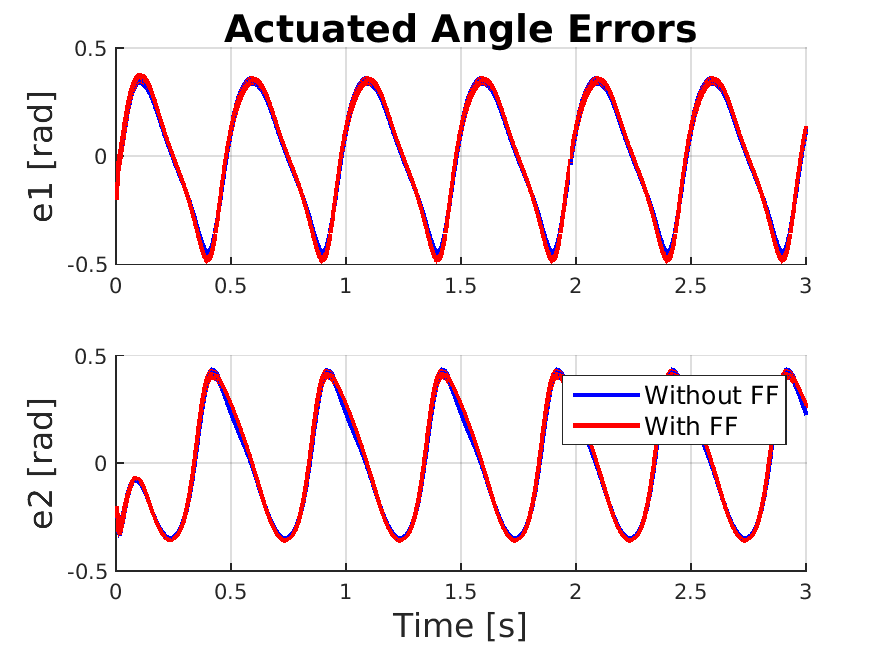 Actuated Angle Errors
0.5
0
-0.5
e1 [rad]
0 0.5 1 1.5 2 2.5 3
0.5
0
-0.5
e2 [rad]
Without FF
With FF
0 0.5 1 1.5 2 2.5 3
Time [s]